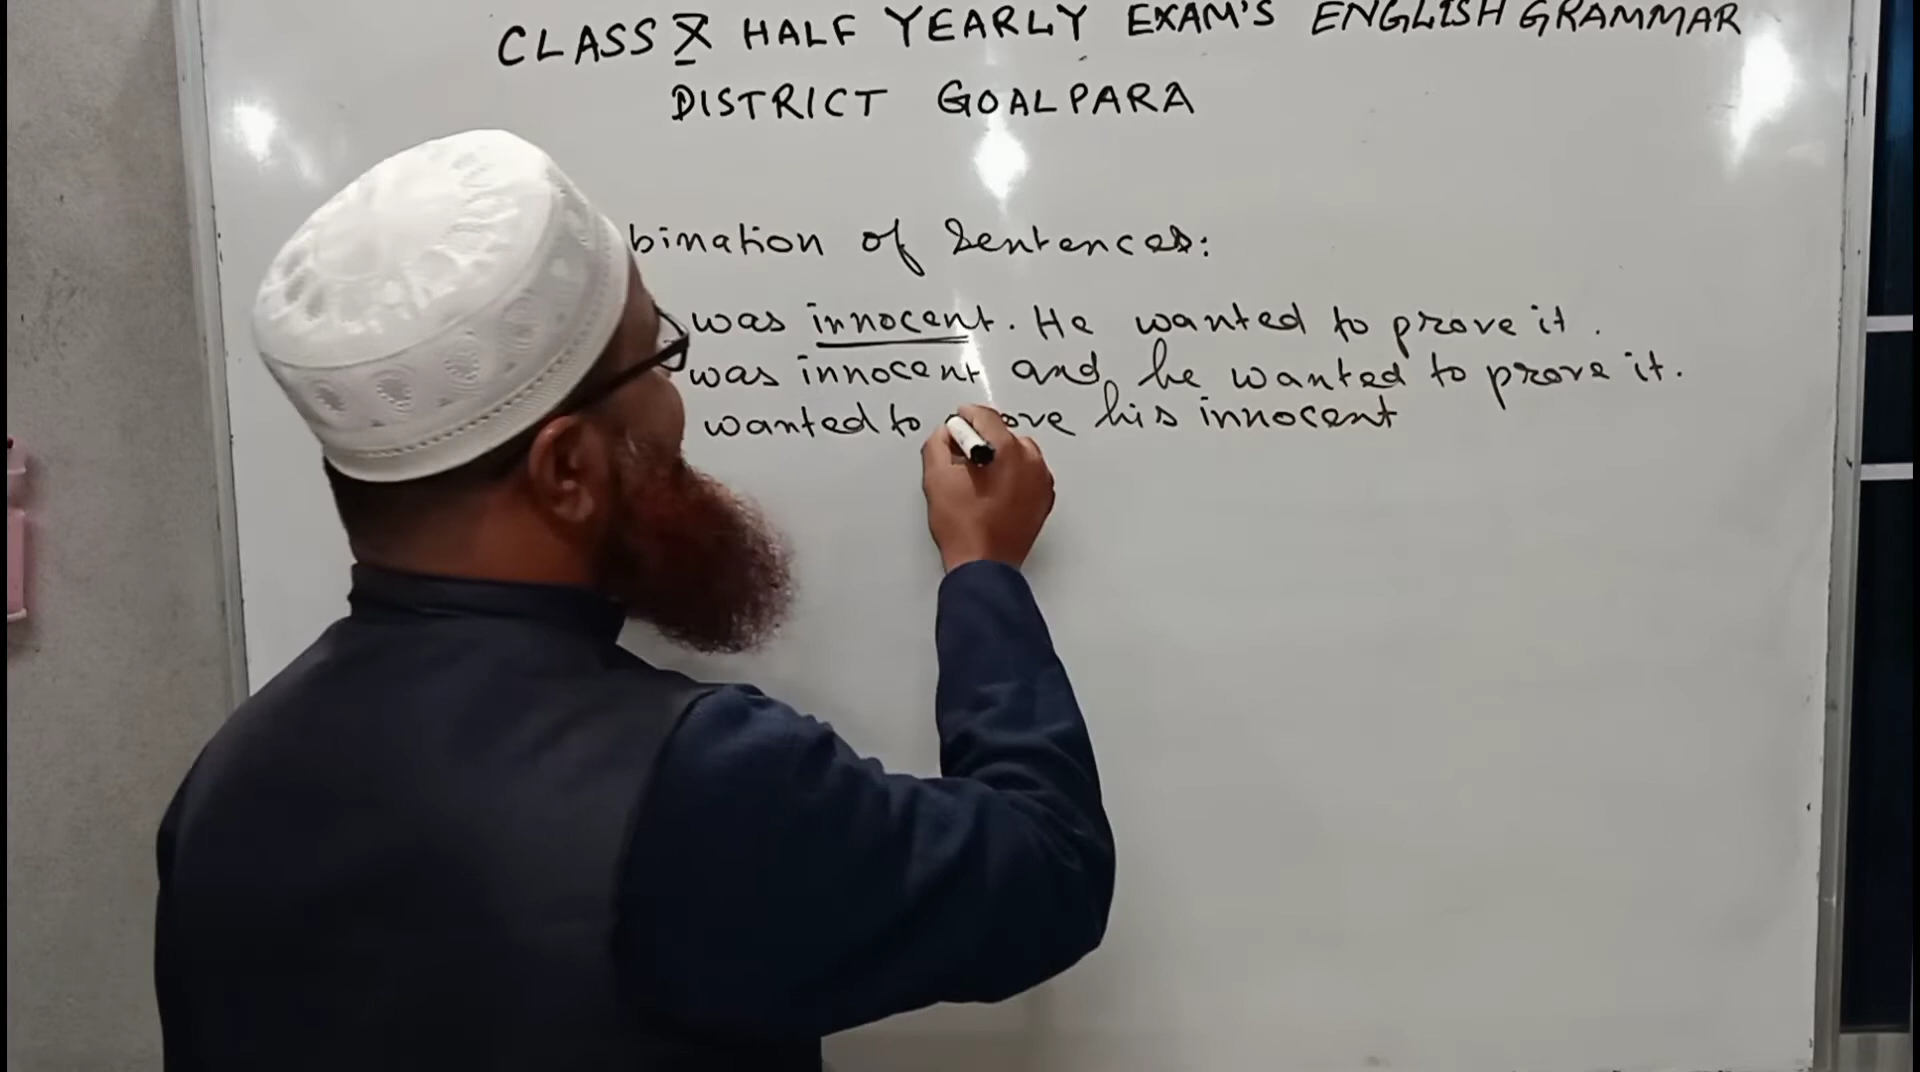 CLASS X HALF YEARLY EXAM'S ENGLISH GRAMMAR
DISTRICT GOALPARA
bination of Sentences:
was innocent. He wanted to prove it.
was innocent and he wanted to prove it.
wanted to ove his innocent